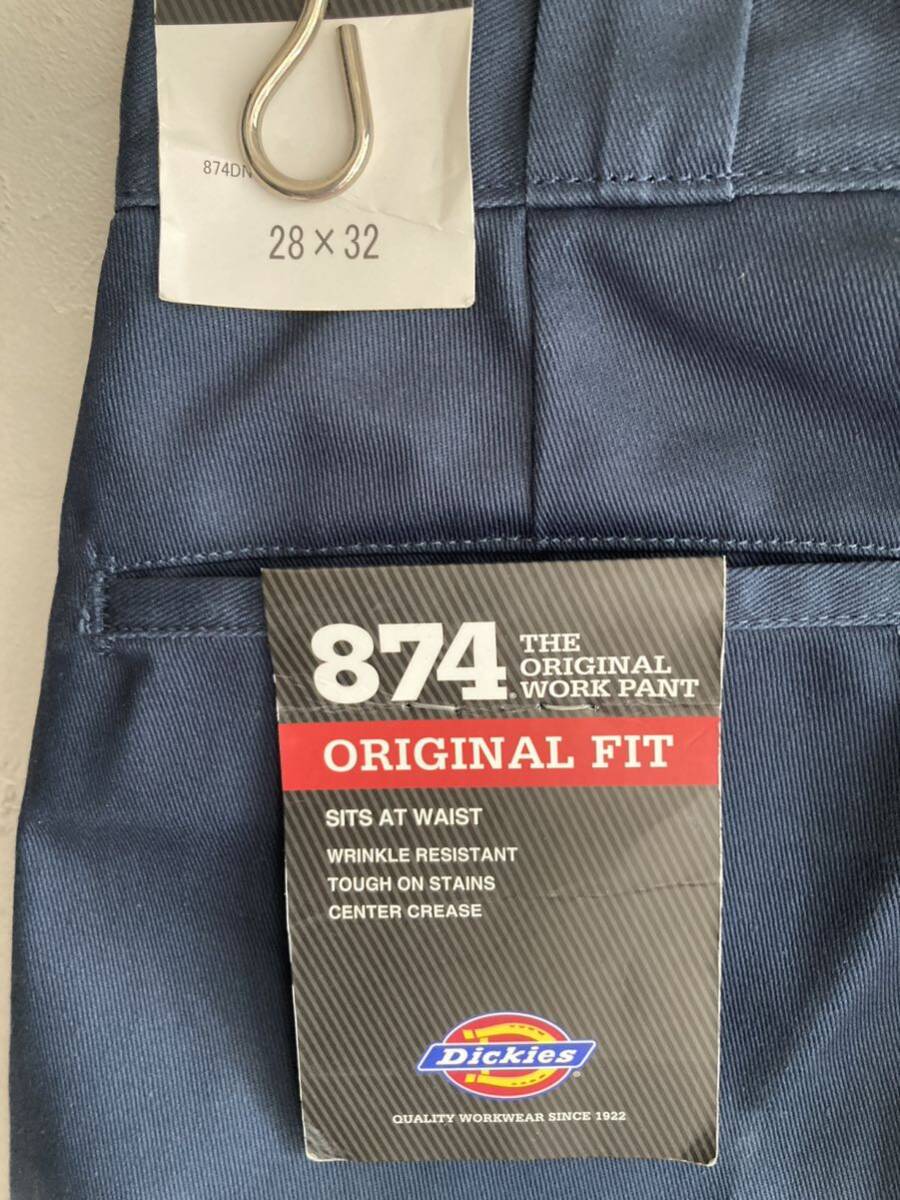 874DN
28×32
874
THE
ORIGINAL
WORK PANT
ORIGINAL FIT
SITS AT WAIST
WRINKLE RESISTANT
TOUGH ON STAINS
CENTER CREASE
Dickies
QUALITY WORKWEAR SINCE 1922